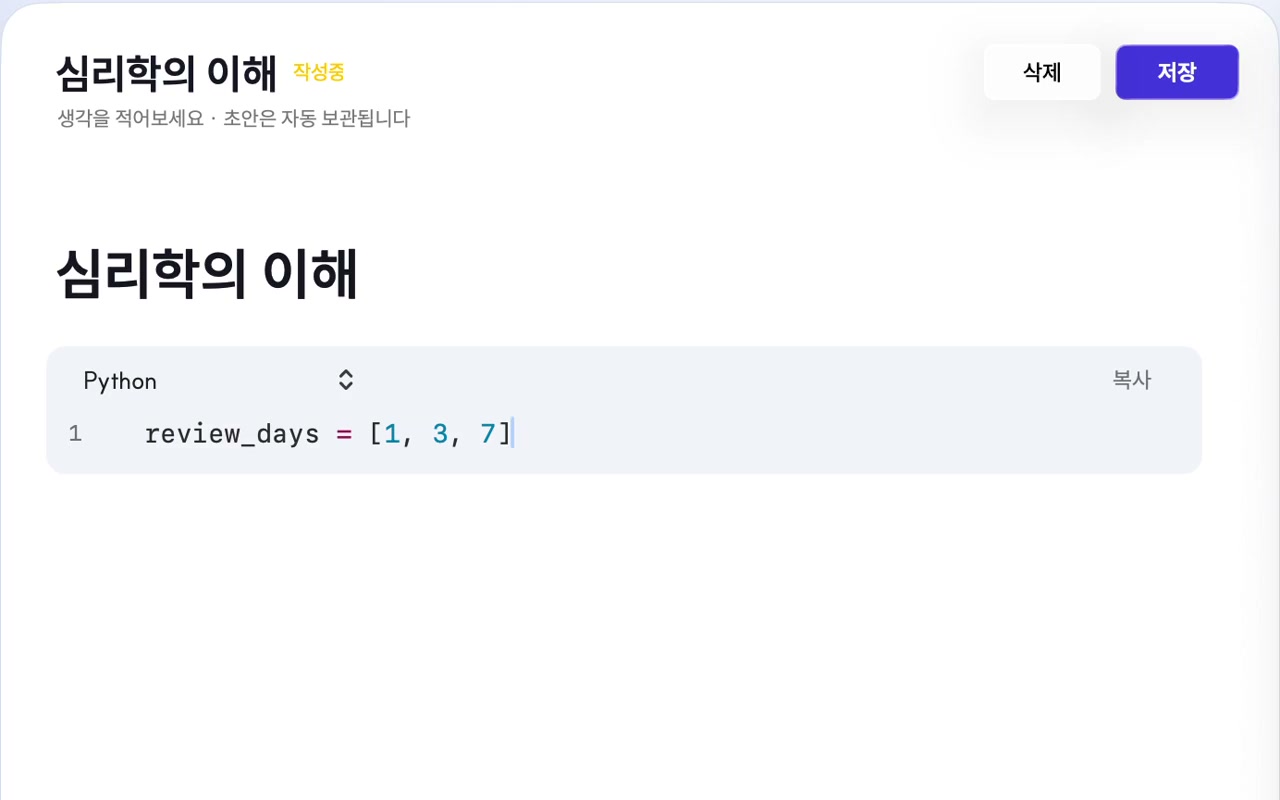 심리학의 이해 작성중
삭제 저장
생각을 적어보세요 · 초안은 자동 보관됩니다
심리학의 이해
Python 복사
1 review_days = [1, 3, 7]